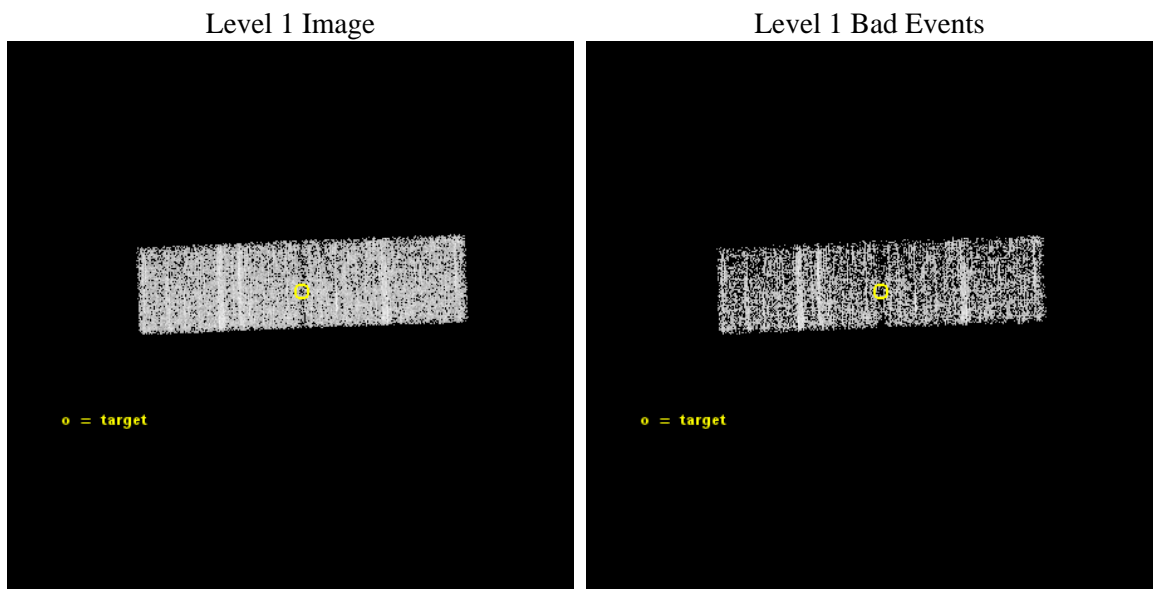 Level 1 Image
Level 1 Bad Events
o = target
o = target